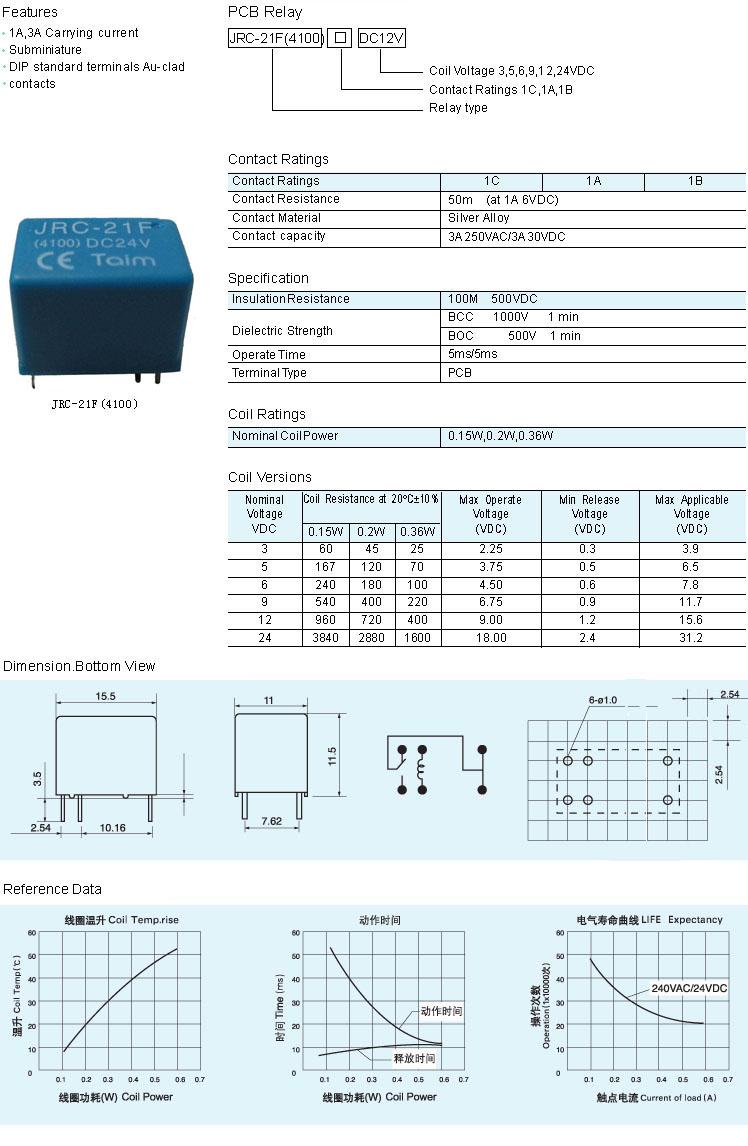 Features
1A,3A Carrying current
Subminiature
DIP standard terminals Au-clad
contacts
PCB Relay
JRC-21F(4100) □ DC12V
Coil Voltage 3,5,6,9,12,24VDC
Contact Ratings 1C,1A,1B
Relay type
JRC-21F
(4100) DC24V
CE Taim
JRC-21F (4100)
Contact Ratings
Contact Ratings 1C 1A 1B
Contact Resistance 50m (at 1A 6VDC)
Contact Material Silver Alloy
Contact capacity 3A 250VAC/3A 30VDC
Specification
Insulation Resistance 100M 500VDC
Dielectric Strength BCC 1000V 1 min
BOC 500V 1 min
Operate Time 5ms/5ms
Terminal Type PCB
Coil Ratings
Nominal Coil Power 0.15W,0.2W,0.36W
Coil Versions
Nominal Voltage VDC
Coil Resistance at 20°C±10%
0.15W 0.2W 0.36W
Max Operate Voltage (VDC)
Min Release Voltage (VDC)
Max Applicable Voltage (VDC)
3 60 45 25 2.25 0.3 3.9
5 167 120 70 3.75 0.5 6.5
6 240 180 100 4.50 0.6 7.8
9 540 400 220 6.75 0.9 11.7
12 960 720 400 9.00 1.2 15.6
24 3840 2880 1600 18.00 2.4 31.2
Dimension.Bottom View
15.5
3.5
2.54
10.16
11
11.5
7.62
6-ø1.0
2.54
2.54
Reference Data
线圈温升 Coil Temp.rise
温升 Coil Temp(℃)
60
50
40
30
20
10
0
0.1 0.2 0.3 0.4 0.5 0.6 0.7
线圈功耗(W) Coil Power
动作时间
时间 Time (ms)
60
50
40
30
20
10
0
动作时间
释放时间
0.1 0.2 0.3 0.4 0.5 0.6 0.7
线圈功耗(W) Coil Power
电气寿命曲线 LIFE Expectancy
操作次数
Operation(1x10000次)
60
50
40
30
20
10
0
240VAC/24VDC
0.1 0.2 0.3 0.4 0.5 0.6 0.7
触点电流 Current of load (A)